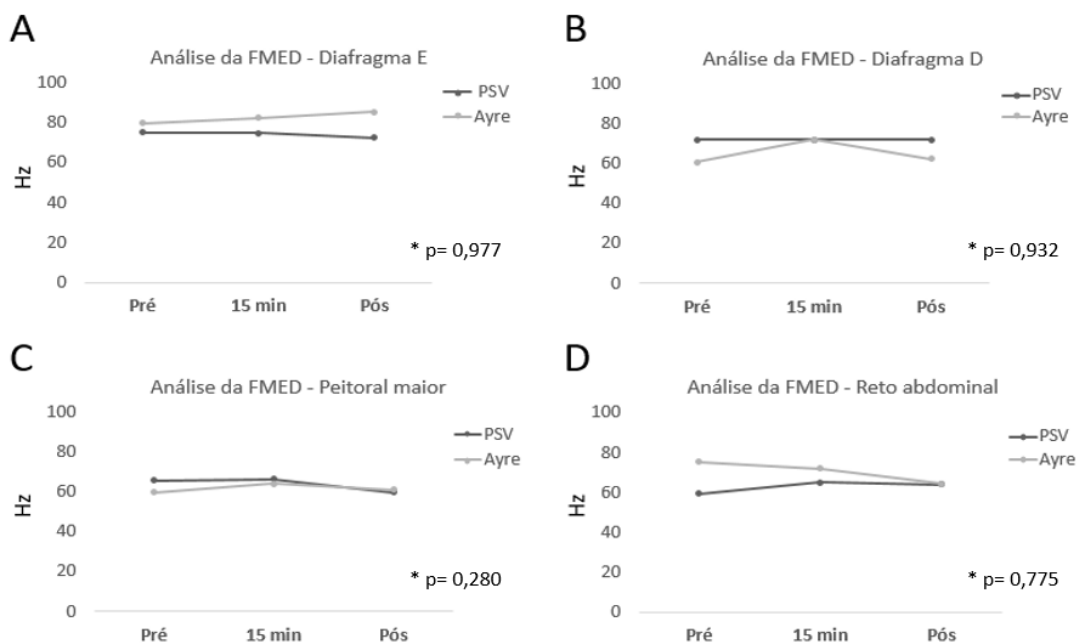 A
Análise da FMED - Diafragma E
100
80
60
40
20
0
Hz
PSV
Ayre
* p= 0,977
Pré 15 min Pós
B
Análise da FMED - Diafragma D
100
80
60
40
20
0
Hz
PSV
Ayre
* p= 0,932
Pré 15 min Pós
C
Análise da FMED - Peitoral maior
100
80
60
40
20
0
Hz
PSV
Ayre
* p= 0,280
Pré 15 min Pós
D
Análise da FMED - Reto abdominal
100
80
60
40
20
0
Hz
PSV
Ayre
* p= 0,775
Pré 15 min Pós